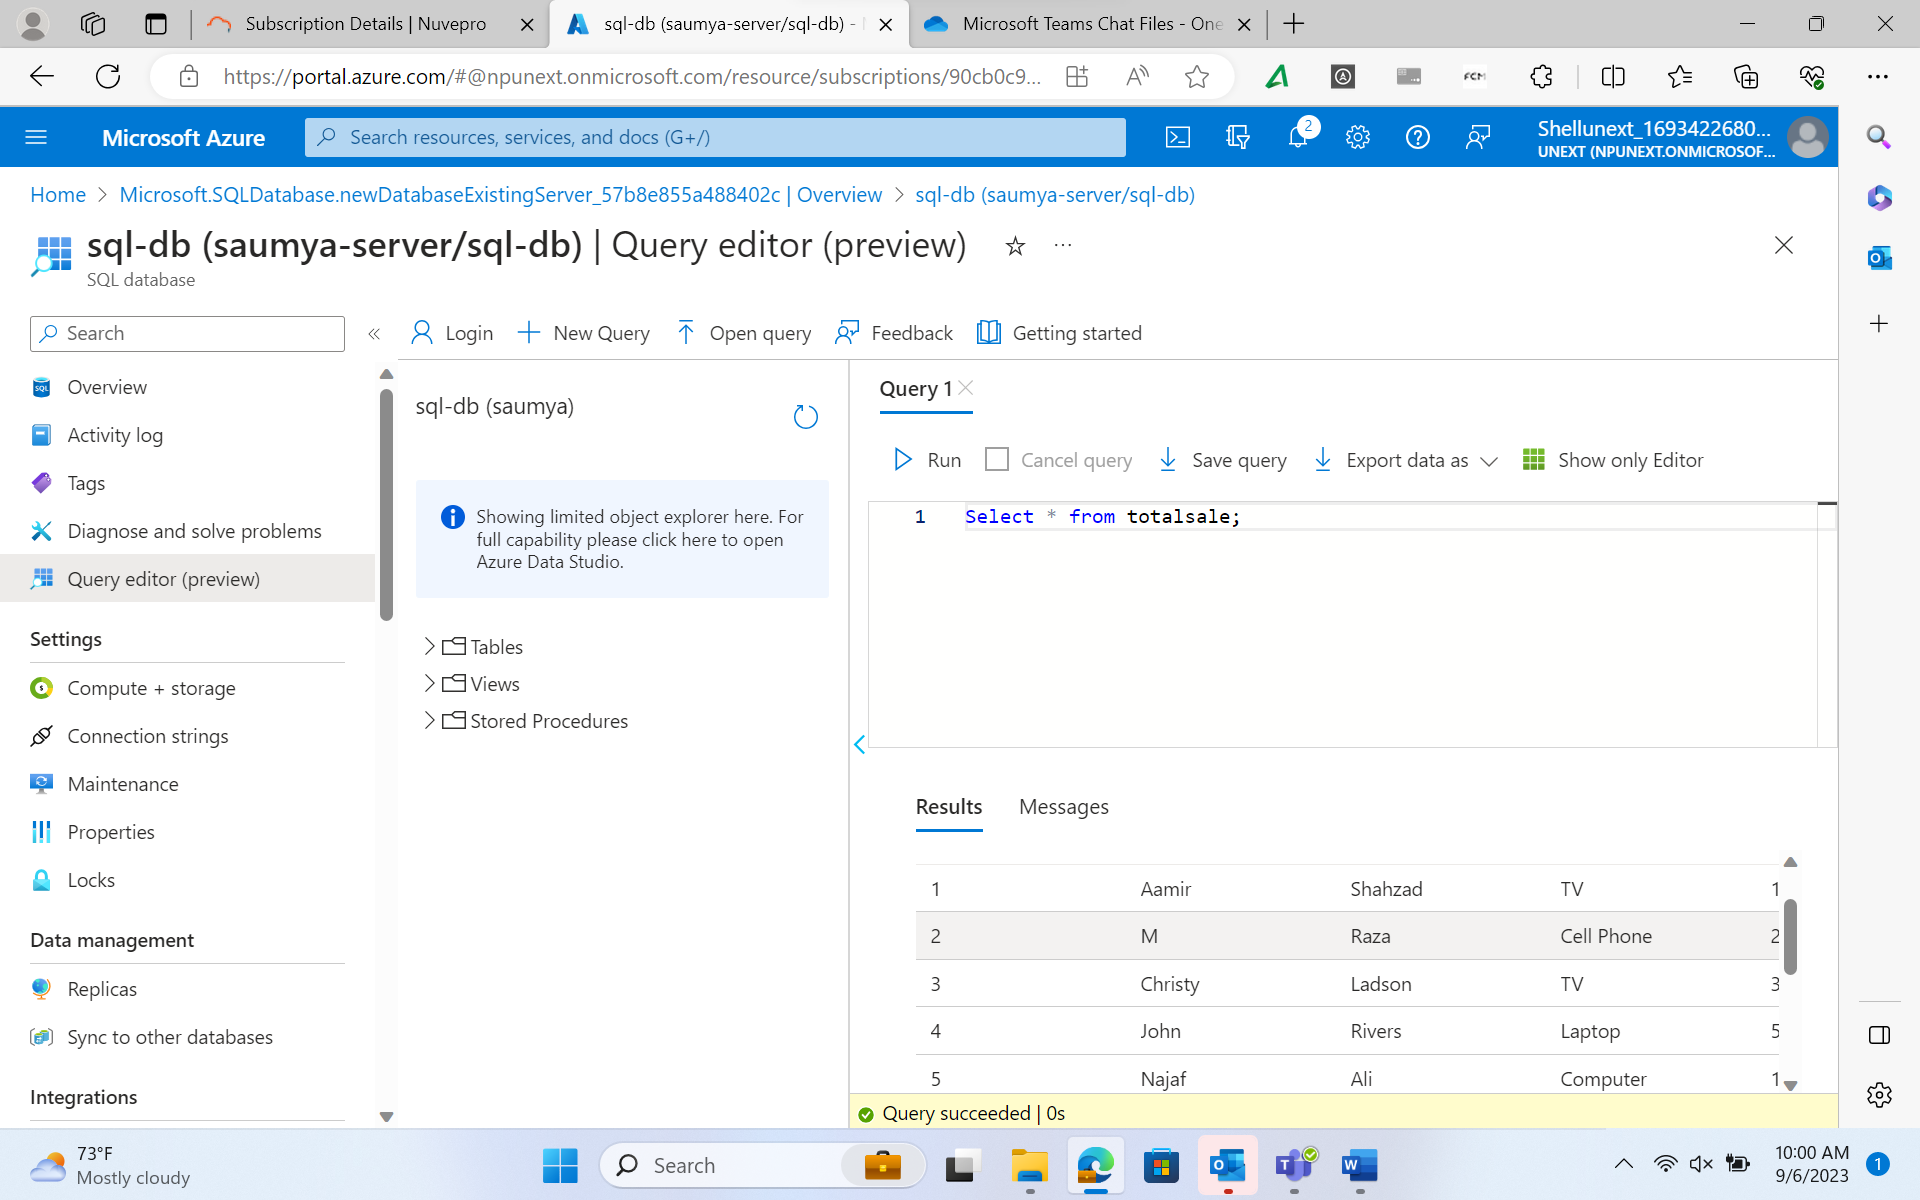 Subscription Details | Nuvepro
sql-db (saumya-server/sql-db) -
Microsoft Teams Chat Files - One
https://portal.azure.com/#@npunext.onmicrosoft.com/resource/subscriptions/90cb0c9...
FCM
Microsoft Azure
Search resources, services, and docs (G+/)
2
Shellunext_1693422680...
UNEXT (NPUNEXT.ONMICROSOF...
Home > Microsoft.SQLDatabase.newDatabaseExistingServer_57b8e855a488402c | Overview > sql-db (saumya-server/sql-db)
sql-db (saumya-server/sql-db) | Query editor (preview)
SQL database
Search
Login
New Query
Open query
Feedback
Getting started
Overview
Activity log
Tags
Diagnose and solve problems
Query editor (preview)
Settings
Compute + storage
Connection strings
Maintenance
Properties
Locks
Data management
Replicas
Sync to other databases
Integrations
sql-db (saumya)
Showing limited object explorer here. For
full capability please click here to open
Azure Data Studio.
Tables
Views
Stored Procedures
Query 1
Run
Cancel query
Save query
Export data as
Show only Editor
1 Select * from totalsale;
Results Messages
1 Aamir Shahzad TV 1
2 M Raza Cell Phone 2
3 Christy Ladson TV 3
4 John Rivers Laptop 5
5 Najaf Ali Computer 1
Query succeeded | 0s
73°F
Mostly cloudy
Search
10:00 AM
9/6/2023
1